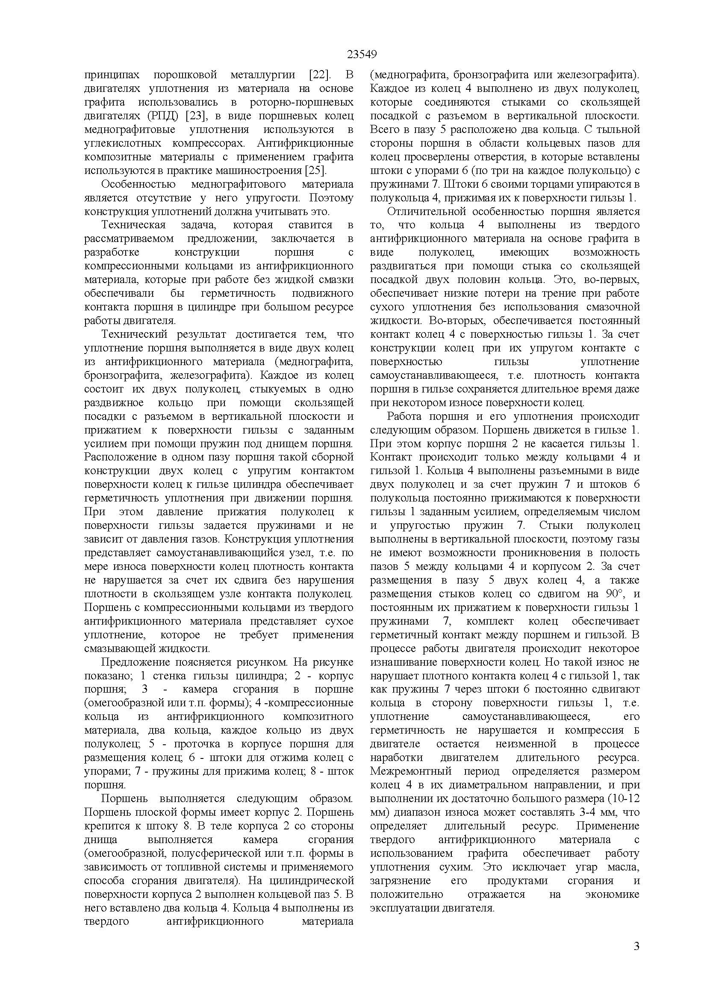 23549
принципах порошковой металлургии [22]. В
двигателях уплотнения из материала на основе
графита использовались в роторно-поршневых
двигателях (РПД) [23], в виде поршневых колец
меднографитовые уплотнения используются в
углекислотных компрессорах. Антифрикционные
композитные материалы с применением графита
используются в практике машиностроения [25].
Особенностью меднографитового материала
является отсутствие у него упругости. Поэтому
конструкция уплотнений должна учитывать это.
Техническая задача, которая ставится в
рассматриваемом предложении, заключается в
разработке конструкции поршня с
компрессионными кольцами из антифрикционного
материала, которые при работе без жидкой смазки
обеспечивали бы герметичность подвижного
контакта поршня в цилиндре при большом ресурсе
работы двигателя.
Технический результат достигается тем, что
уплотнение поршня выполняется в виде двух колец
из антифрикционного материала (меднографита,
бронзографита, железографита). Каждое из колец
состоит их двух полуколец, стыкуемых в одно
раздвижное кольцо при помощи скользящей
посадки с разъемом в вертикальной плоскости и
прижатием к поверхности гильзы с заданным
усилием при помощи пружин под днищем поршня.
Расположение в одном пазу поршня такой сборной
конструкции двух колец с упругим контактом
поверхности колец к гильзе цилиндра обеспечивает
герметичность уплотнения при движении поршня.
При этом давление прижатия полуколец к
поверхности гильзы задается пружинами и не
зависит от давления газов. Конструкция уплотнения
представляет самоустанавливающийся узел, т.е. по
мере износа поверхности колец плотность контакта
не нарушается за счет их сдвига без нарушения
плотности в скользящем узле контакта полуколец.
Поршень с компрессионными кольцами из твердого
антифрикционного материала представляет сухое
уплотнение, которое не требует применения
смазывающей жидкости.
Предложение поясняется рисунком. На рисунке
показано; 1 стенка гильзы цилиндра; 2 - корпус
поршня; 3 - камера сгорания в поршне
(омегообразной или т.п. формы); 4 -компрессионные
кольца из антифрикционного композитного
материала, два кольца, каждое кольцо из двух
полуколец; 5 - проточка в корпусе поршня для
размещения колец; 6 - штоки для отжима колец с
упорами; 7 - пружины для прижима колец; 8 - шток
поршня.
Поршень выполняется следующим образом.
Поршень плоской формы имеет корпус 2. Поршень
крепится к штоку 8. В теле корпуса 2 со стороны
днища выполняется камера сгорания
(омегообразной, полусферической или т.п. формы в
зависимость от топливной системы и применяемого
способа сгорания двигателя). На цилиндрической
поверхности корпуса 2 выполнен кольцевой паз 5. В
него вставлено два кольца 4. Кольца 4 выполнены из
твердого антифрикционного материала
(меднографита, бронзографита или железографита).
Каждое из колец 4 выполнено из двух полуколец,
которые соединяются стыками со скользящей
посадкой с разъемом в вертикальной плоскости.
Всего в пазу 5 расположено два кольца. С тыльной
стороны поршня в области кольцевых пазов для
колец просверлены отверстия, в которые вставлены
штоки с упорами 6 (по три на каждое полукольцо) с
пружинами 7. Штоки 6 своими торцами упираются в
полукольца 4, прижимая их к поверхности гильзы 1.
Отличительной особенностью поршня является
то, что кольца 4 выполнены из твердого
антифрикционного материала на основе графита в
виде полуколец, имеющих возможность
раздвигаться при помощи стыка со скользящей
посадкой двух половин кольца. Это, во-первых,
обеспечивает низкие потери на трение при работе
сухого уплотнения без использования смазочной
жидкости. Во-вторых, обеспечивается постоянный
контакт колец 4 с поверхностью гильзы 1. За счет
конструкции колец при их упругом контакте с
поверхностью гильзы уплотнение
самоустанавливающееся, т.е. плотность контакта
поршня в гильзе сохраняется длительное время даже
при некотором износе поверхности колец.
Работа поршня и его уплотнения происходит
следующим образом. Поршень движется в гильзе 1.
При этом корпус поршня 2 не касается гильзы 1.
Контакт происходит только между кольцами 4 и
гильзой 1. Кольца 4 выполнены разъемными в виде
двух полуколец и за счет пружин 7 и штоков 6
полукольца постоянно прижимаются к поверхности
гильзы 1 заданным усилием, определяемым числом
и упругостью пружин 7. Стыки полуколец
выполнены в вертикальной плоскости, поэтому газы
не имеют возможности проникновения в полость
пазов 5 между кольцами 4 и корпусом 2. За счет
размещения в пазу 5 двух колец 4, а также
размещения стыков колец со сдвигом на 90°, и
постоянным их прижатием к поверхности гильзы 1
пружинами 7, комплект колец обеспечивает
герметичный контакт между поршнем и гильзой. В
процессе работы двигателя происходит некоторое
изнашивание поверхности колец. Но такой износ не
нарушает плотного контакта колец 4 с гильзой 1, так
как пружины 7 через штоки 6 постоянно сдвигают
кольца в сторону поверхности гильзы 1, т.е.
уплотнение самоустанавливающееся, его
герметичность не нарушается и компрессия Б
двигателе остается неизменной в процессе
наработки двигателем длительного ресурса.
Межремонтный период определяется размером
колец 4 в их диаметральном направлении, и при
выполнении их достаточно большого размера (10-12
мм) диапазон износа может составлять 3-4 мм, что
определяет длительный ресурс. Применение
твердого антифрикционного материала с
использованием графита обеспечивает работу
уплотнения сухим. Это исключает угар масла,
загрязнение его продуктами сгорания и
положительно отражается на экономике
эксплуатации двигателя.
3